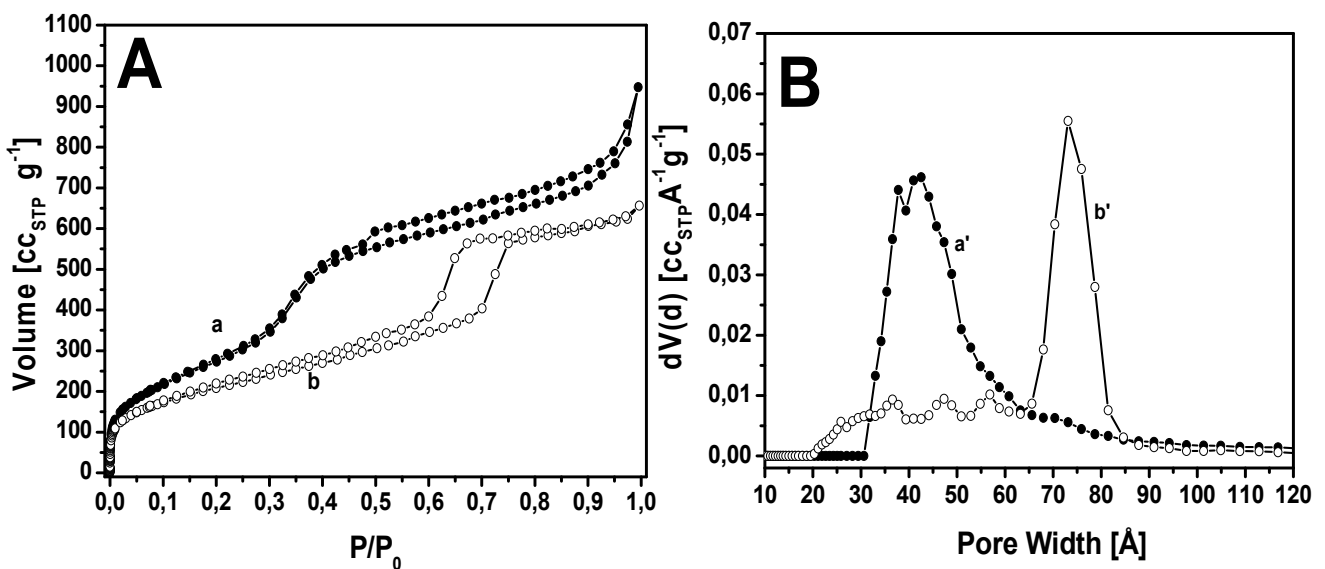 A
Volume [cc_STP g^-1]
1100
1000
900
800
700
600
500
400
300
200
100
0
a
b
0,0 0,1 0,2 0,3 0,4 0,5 0,6 0,7 0,8 0,9 1,0
P/P_0
B
dV(d) [cc_STP A^-1 g^-1]
0,07
0,06
0,05
0,04
0,03
0,02
0,01
0,00
a'
b'
10 20 30 40 50 60 70 80 90 100 110 120
Pore Width [Å]